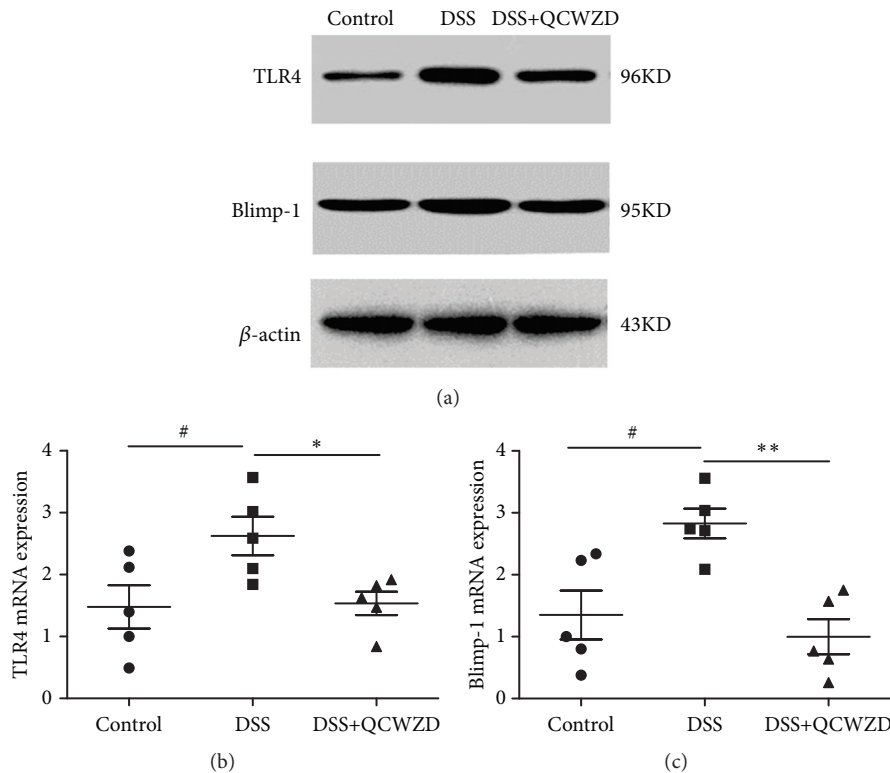 Control DSS DSS+QCWZD
TLR4 96KD
Blimp-1 95KD
β-actin 43KD
(a)
# *
4
3
2
1
0
TLR4 mRNA expression
Control DSS DSS+QCWZD
(b)
# **
4
3
2
1
0
Blimp-1 mRNA expression
Control DSS DSS+QCWZD
(c)